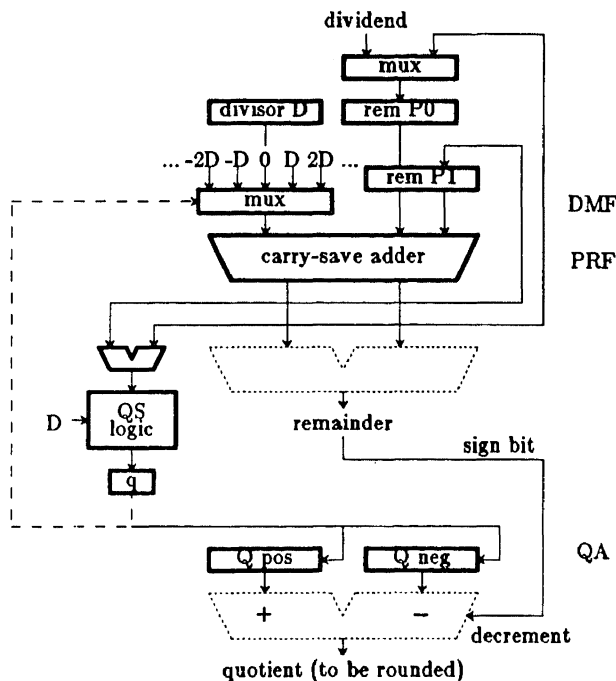 dividend
mux
divisor D
rem P0
... -2D -D 0 D 2D ...
rem P1
mux
DMF
carry-save adder
PRF
D
QS
logic
remainder
sign bit
q
Q pos
Q neg
QA
+
−
decrement
quotient (to be rounded)